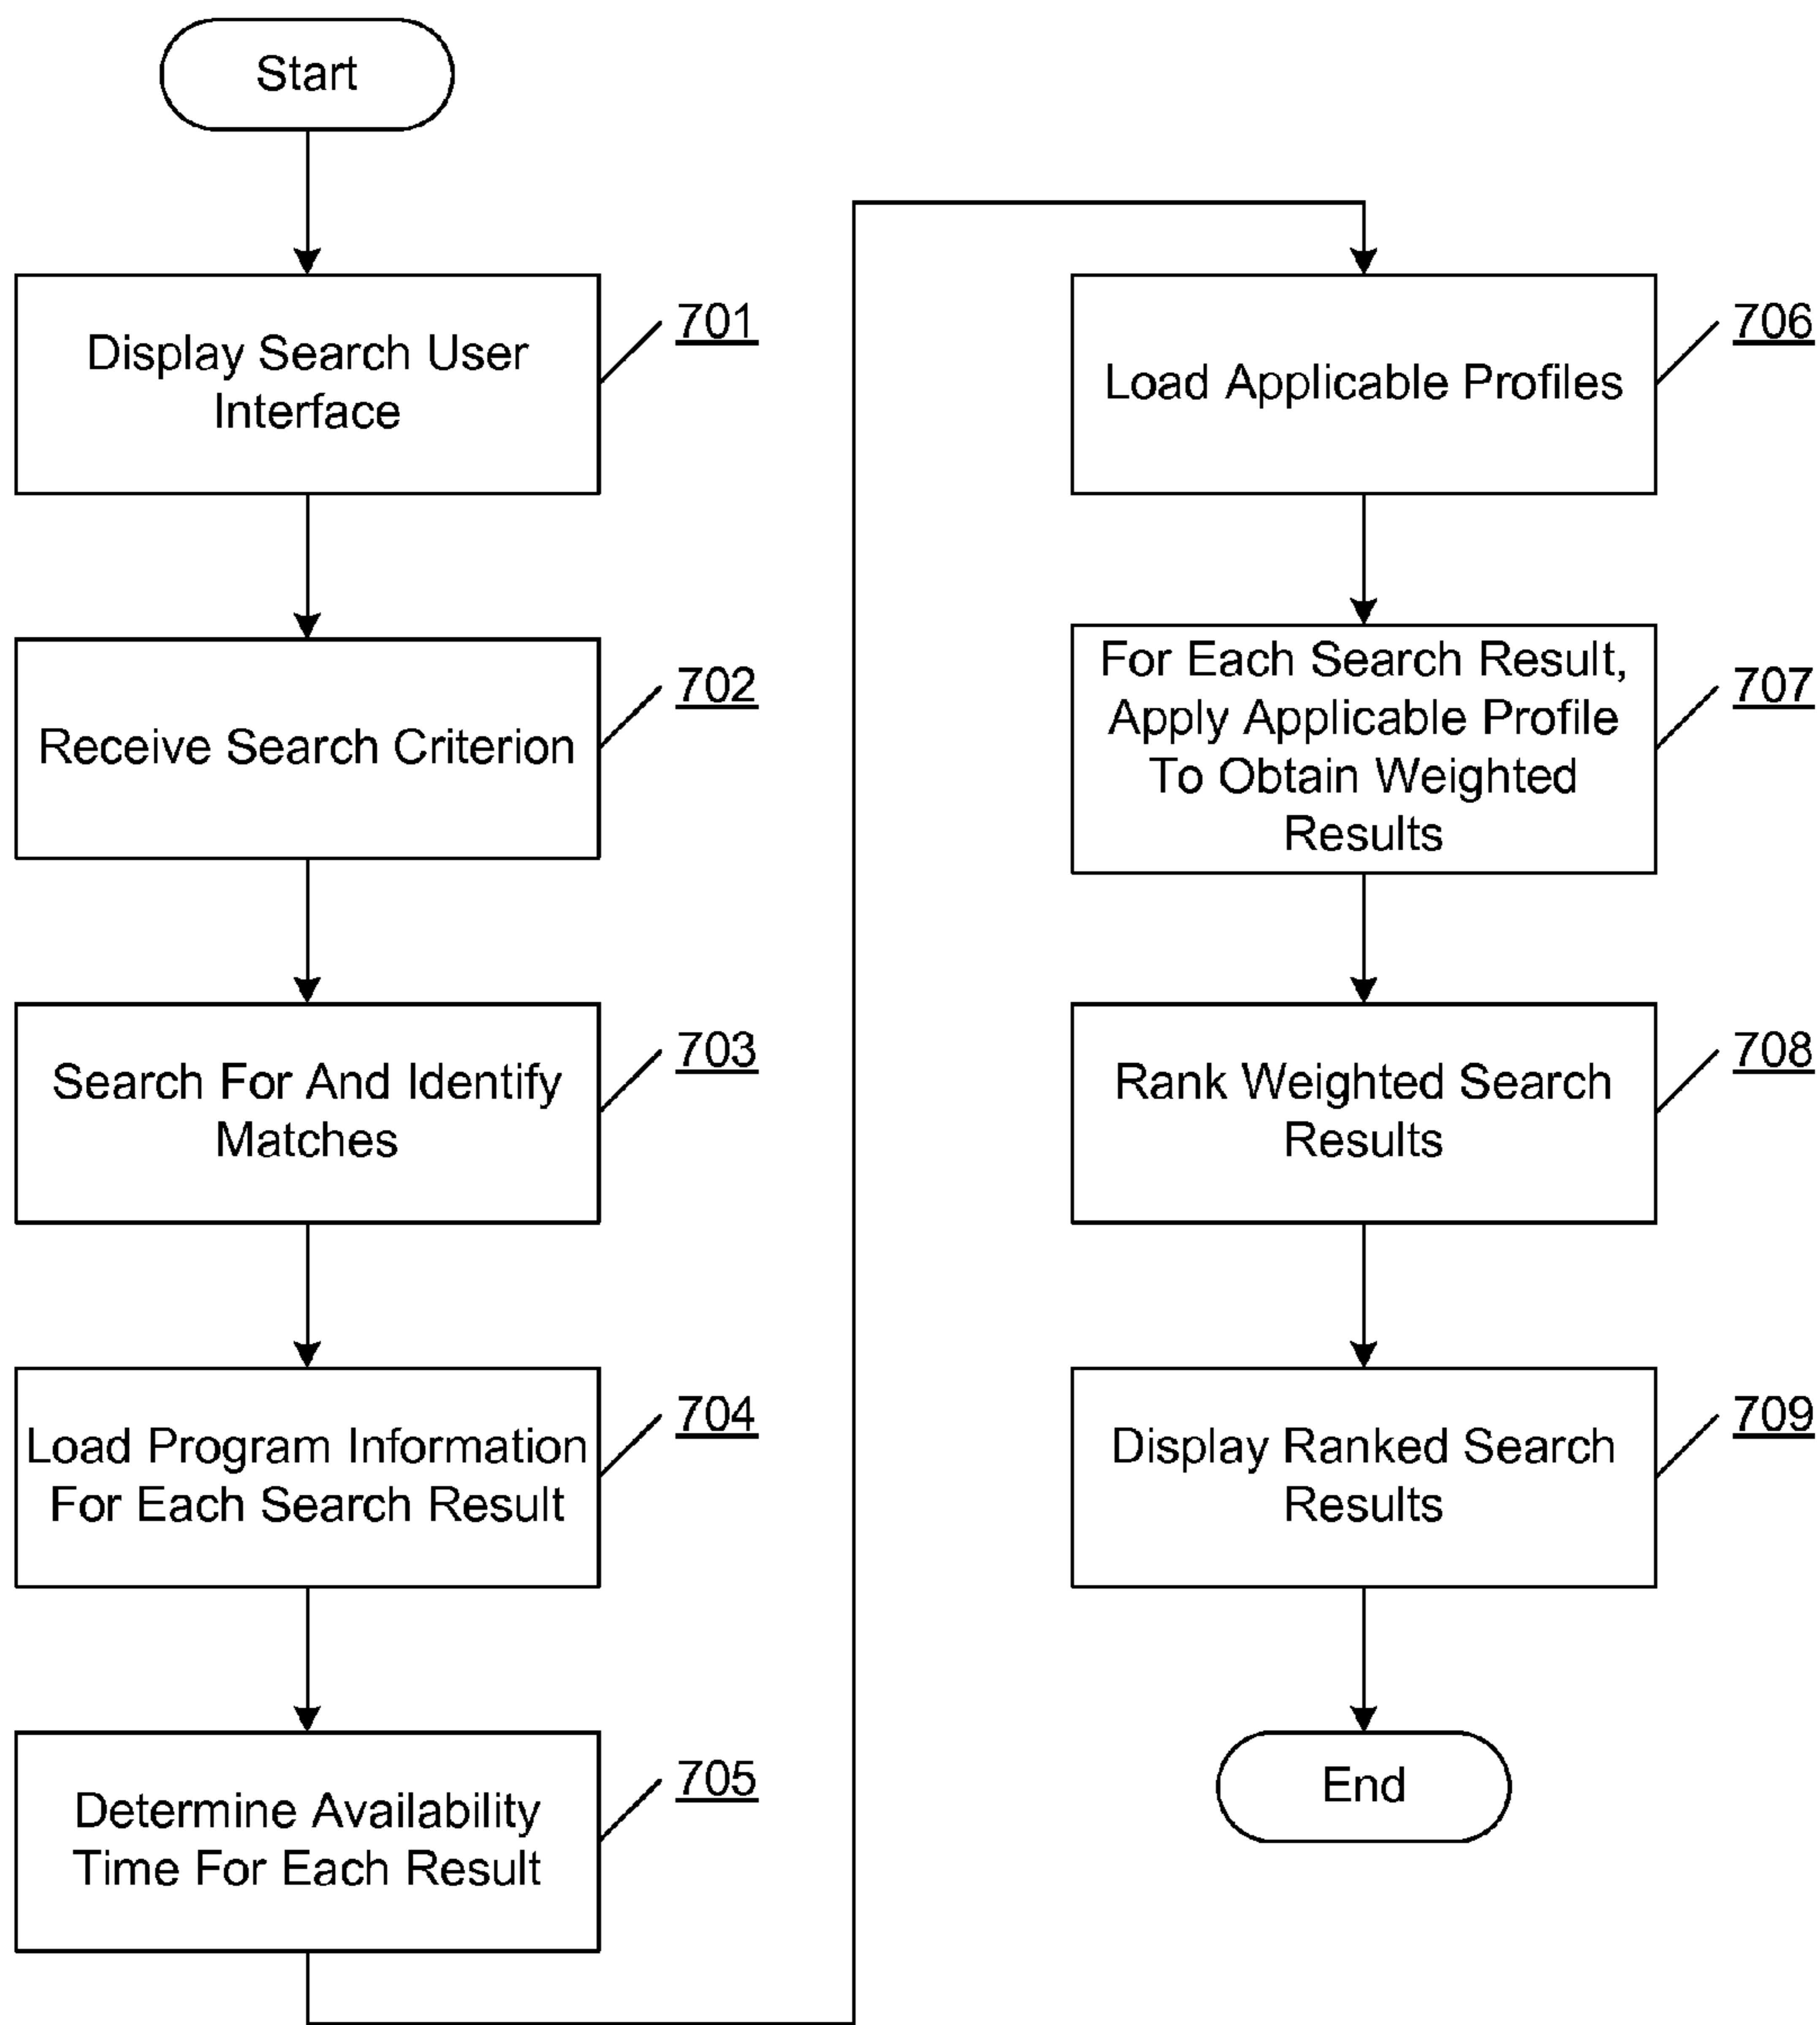 Start
Display Search User
Interface
701
Receive Search Criterion
702
Search For And Identify
Matches
703
Load Program Information
For Each Search Result
704
Determine Availability
Time For Each Result
705
Load Applicable Profiles
706
For Each Search Result,
Apply Applicable Profile
To Obtain Weighted
Results
707
Rank Weighted Search
Results
708
Display Ranked Search
Results
709
End